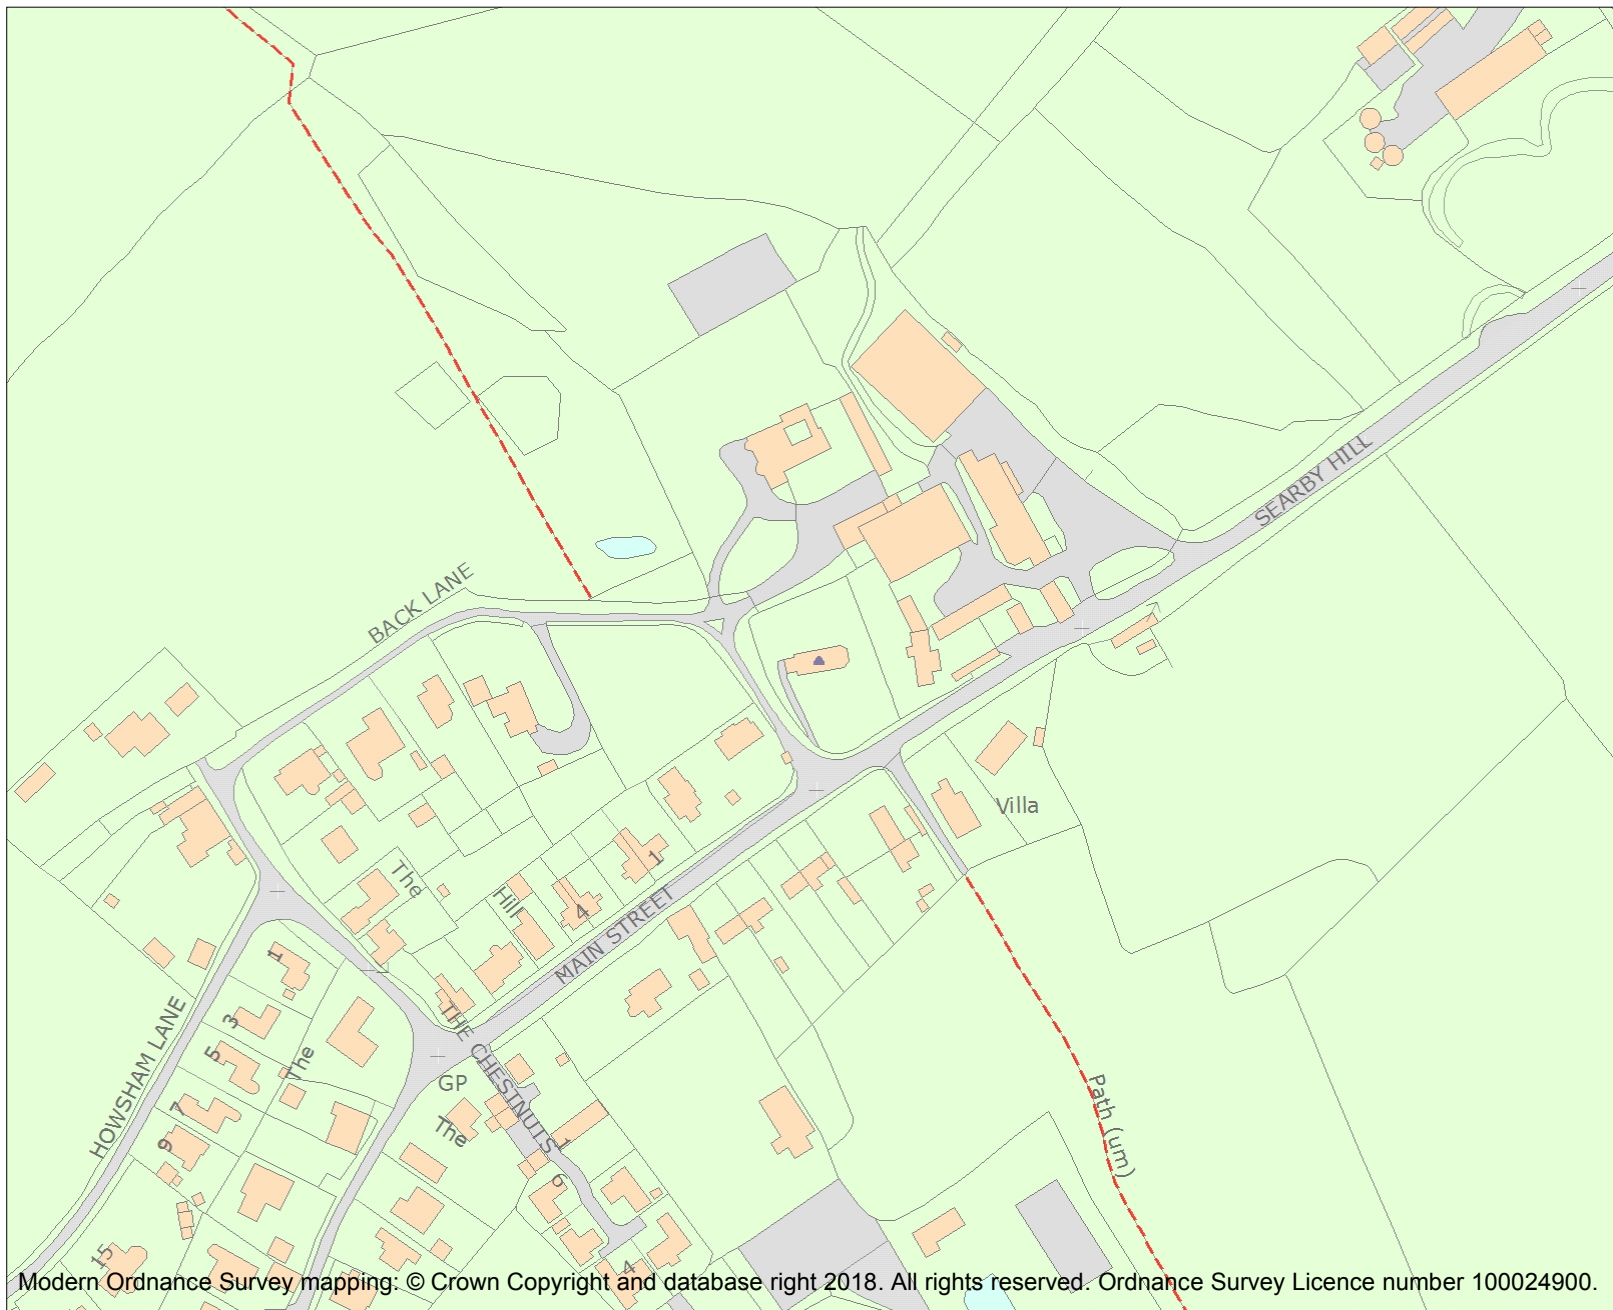 SEARBY HILL
BACK LANE
Villa
The
1
Hill
4
MAIN STREET
1
3
HOWSHAM LANE
5
The
THE CHESTNUTS
GP
7
The
Path (um)
9
1
6
15
4
Modern Ordnance Survey mapping: © Crown Copyright and database right 2018. All rights reserved. Ordnance Survey Licence number 100024900.